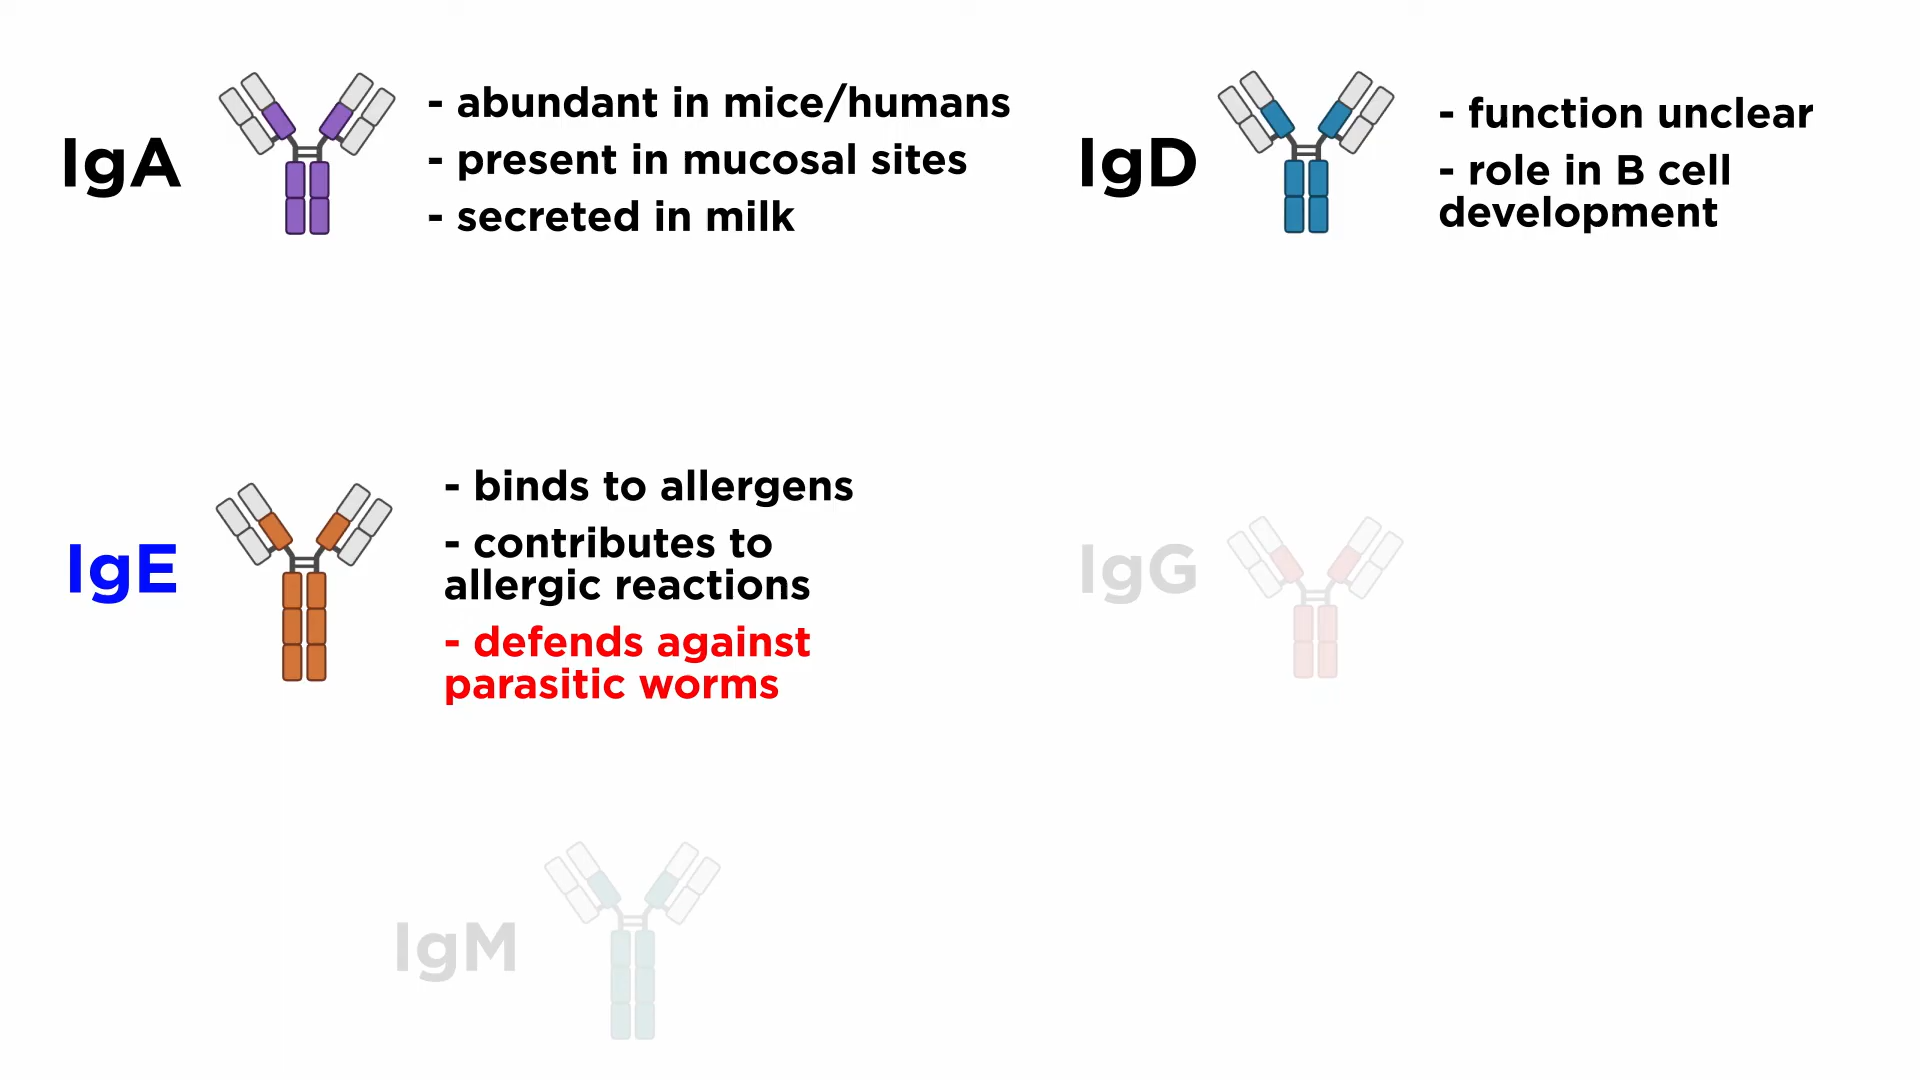 IgA
- abundant in mice/humans
- present in mucosal sites
- secreted in milk
IgD
- function unclear
- role in B cell
development
IgE
- binds to allergens
- contributes to
allergic reactions
- defends against
parasitic worms
IgG
IgM